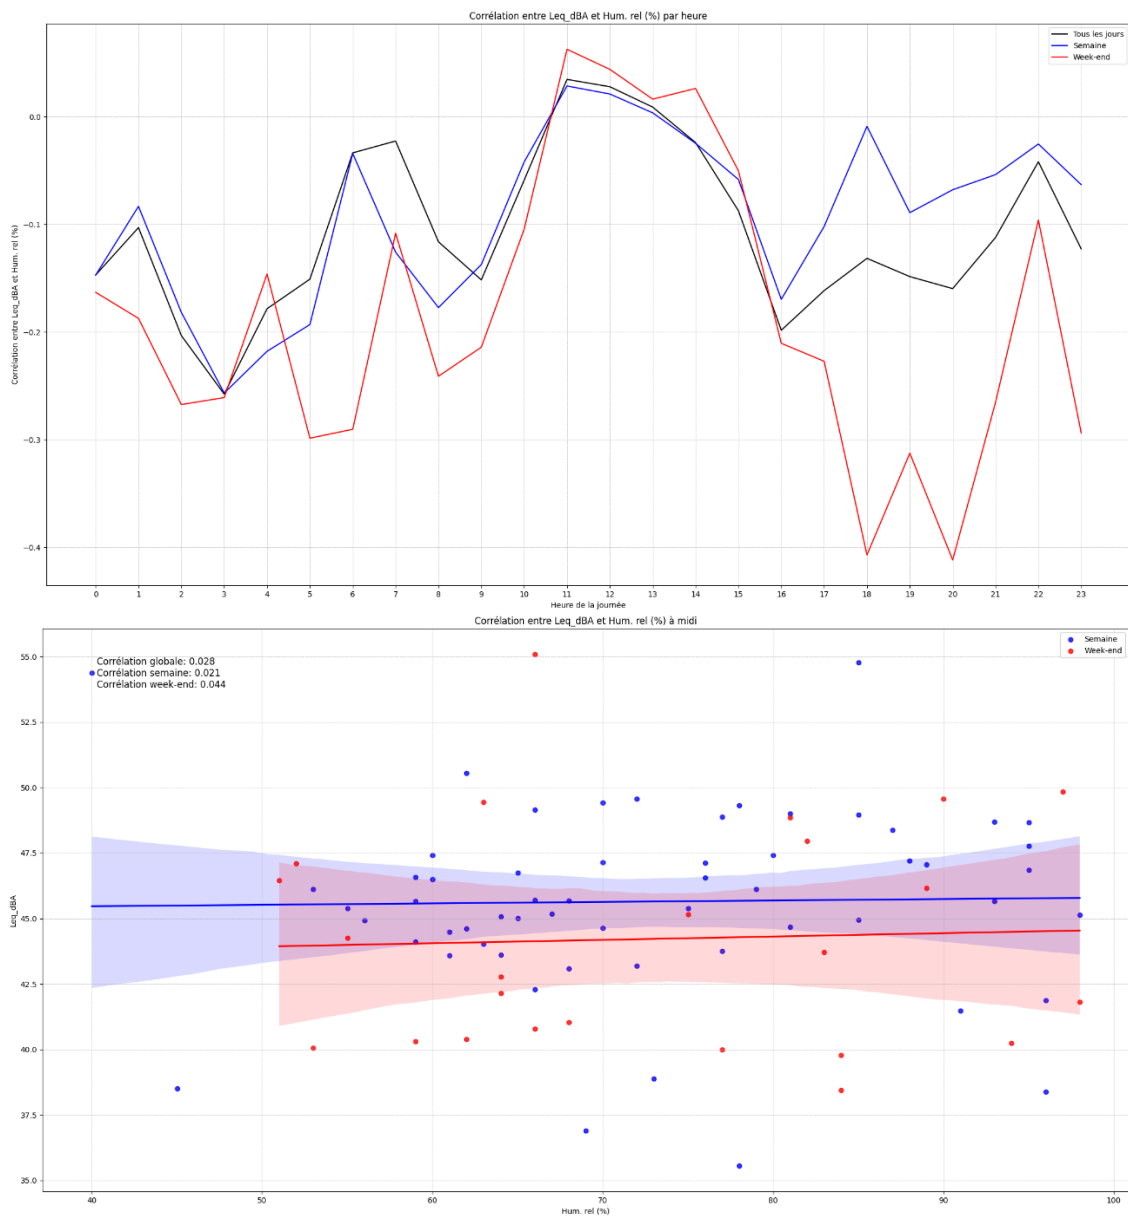 Corrélation entre Leq_dBA et Hum. rel (%) par heure
Tous les jours
Semaine
Week-end
0.0
−0.1
−0.2
−0.3
−0.4
Corrélation entre Leq_dBA et Hum. rel (%)
0 1 2 3 4 5 6 7 8 9 10 11 12 13 14 15 16 17 18 19 20 21 22 23
Heure de la journée
Corrélation entre Leq_dBA et Hum. rel (%) à midi
Semaine
Week-end
Corrélation globale: 0.028
Corrélation semaine: 0.021
Corrélation week-end: 0.044
55.0
52.5
50.0
47.5
45.0
42.5
40.0
37.5
35.0
Leq_dBA
40 50 60 70 80 90 100
Hum. rel (%)